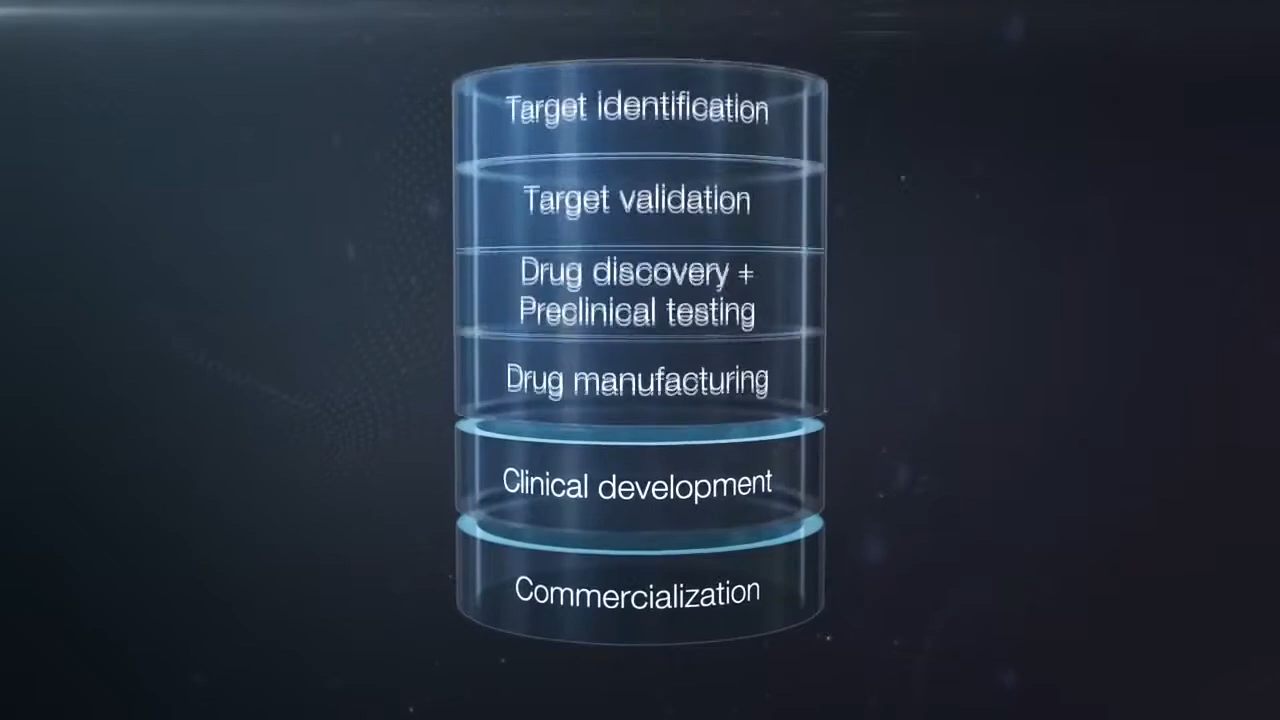 Target identification
Target validation
Drug discovery +
Preclinical testing
Drug manufacturing
Clinical development
Commercialization